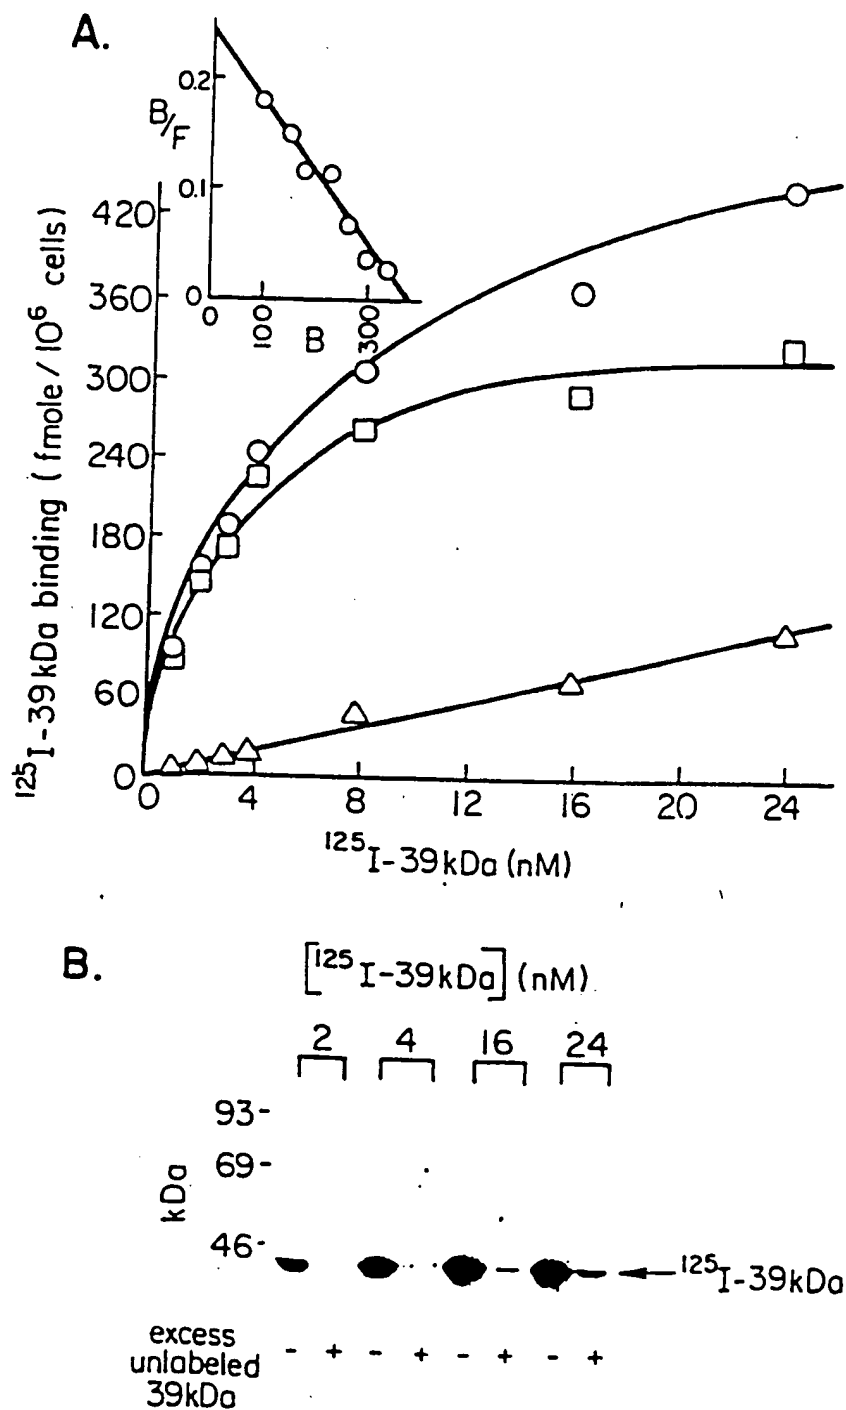 A.
B/F
0.2
0.1
0
0 100 B 300
¹²⁵I-39kDa binding (fmole/10⁶ cells)
420
360
300
240
180
120
60
0
0 4 8 12 16 20 24
¹²⁵I-39kDa (nM)
B.
[¹²⁵I-39kDa] (nM)
2 4 16 24
kDa
93-
69-
46-
¹²⁵I-39kDa
excess
unlabeled
39kDa
- + - + - + - +